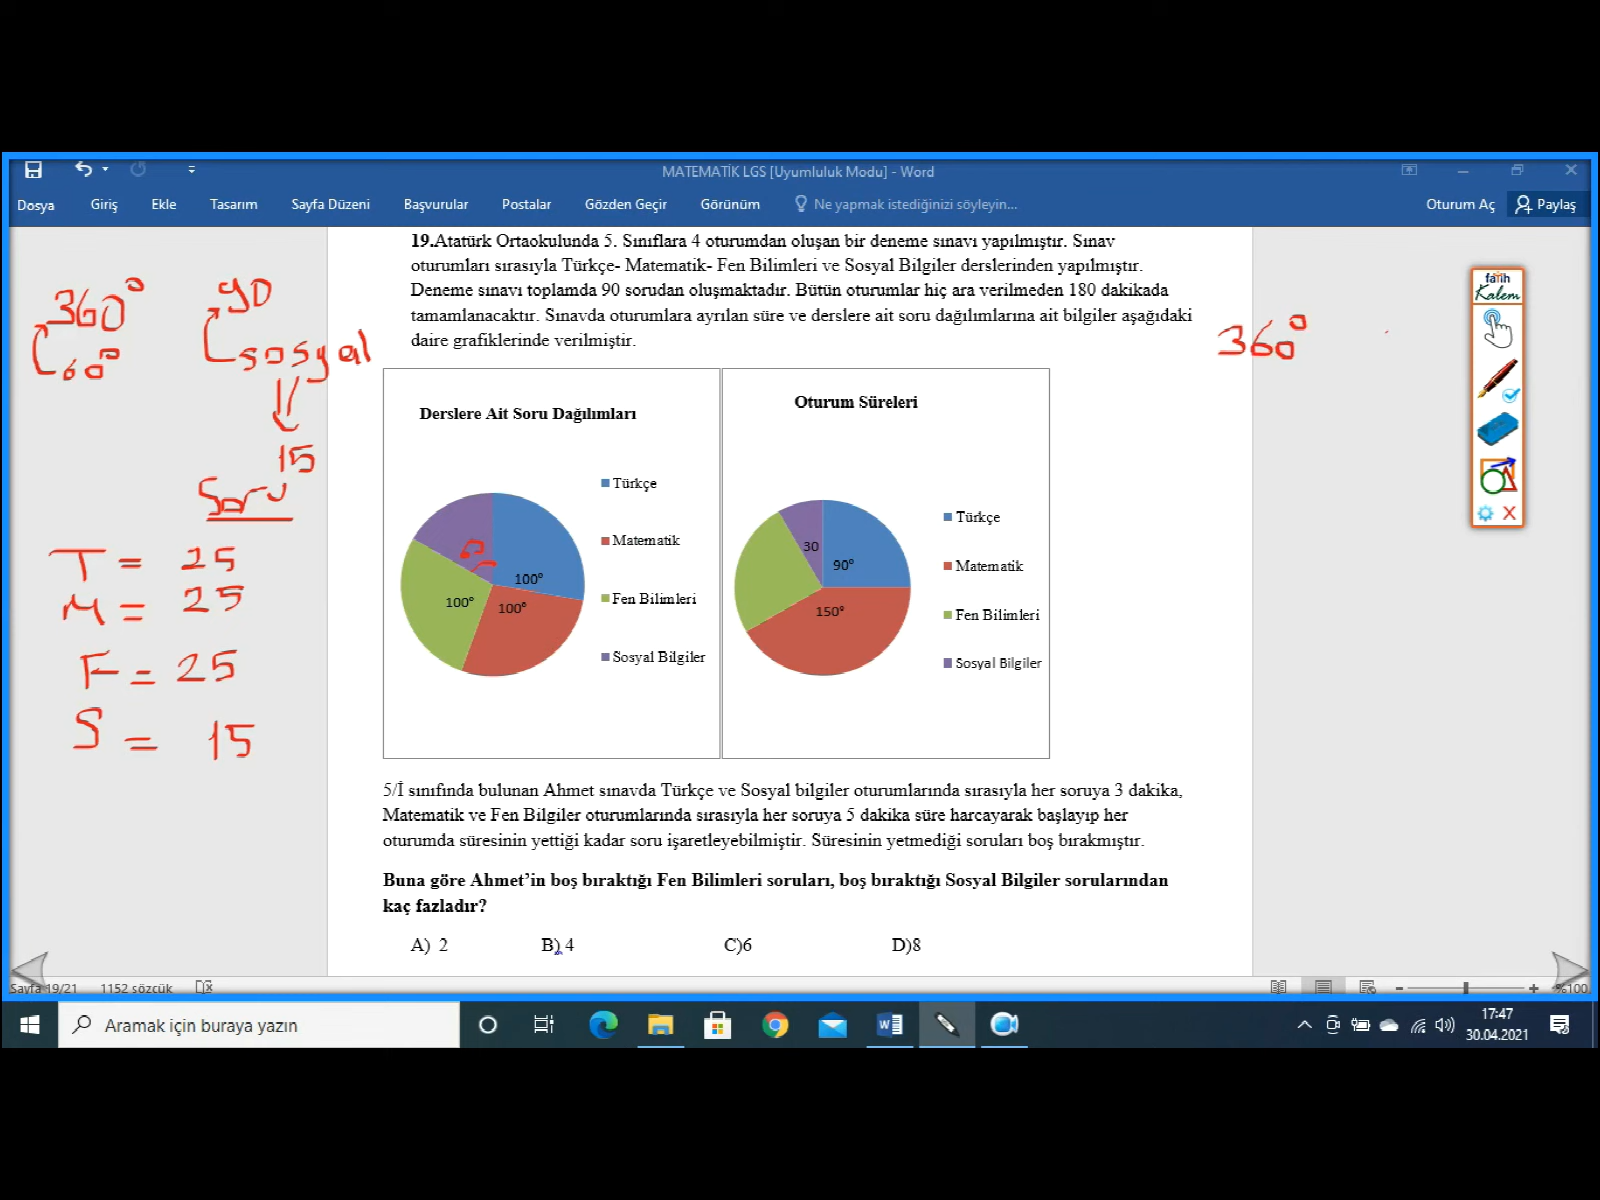 MATEMATİK LGS [Uyumluluk Modu] - Word
Dosya Giriş Ekle Tasarım Sayfa Düzeni Başvurular Postalar Gözden Geçir Görünüm Ne yapmak istediğinizi söyleyin... Oturum Aç Paylaş
19.Atatürk Ortaokulunda 5. Sınıflara 4 oturumdan oluşan bir deneme sınavı yapılmıştır. Sınav
oturumları sırasıyla Türkçe- Matematik- Fen Bilimleri ve Sosyal Bilgiler derslerinden yapılmıştır.
Deneme sınavı toplamda 90 sorudan oluşmaktadır. Bütün oturumlar hiç ara verilmeden 180 dakikada
tamamlanacaktır. Sınavda oturumlara ayrılan süre ve derslere ait soru dağılımlarına ait bilgiler aşağıdaki
daire grafiklerinde verilmiştir.
360° 90
60° sosyal
15
Soru
T = 25
M = 25
F = 25
S = 15
360°
fatih
Kalem
Derslere Ait Soru Dağılımları
Türkçe
Matematik
Fen Bilimleri
Sosyal Bilgiler
100°
100° 100°
Oturum Süreleri
Türkçe
Matematik
Fen Bilimleri
Sosyal Bilgiler
30
90°
150°
5/İ sınıfında bulunan Ahmet sınavda Türkçe ve Sosyal bilgiler oturumlarında sırasıyla her soruya 3 dakika,
Matematik ve Fen Bilgiler oturumlarında sırasıyla her soruya 5 dakika süre harcayarak başlayıp her
oturumda süresinin yettiği kadar soru işaretleyebilmiştir. Süresinin yetmediği soruları boş bırakmıştır.
Buna göre Ahmet’in boş bıraktığı Fen Bilimleri soruları, boş bıraktığı Sosyal Bilgiler sorularından
kaç fazladır?
A) 2 B) 4 C)6 D)8
Sayfa 19/21 1152 sözcük %100
Aramak için buraya yazın
17:47
30.04.2021